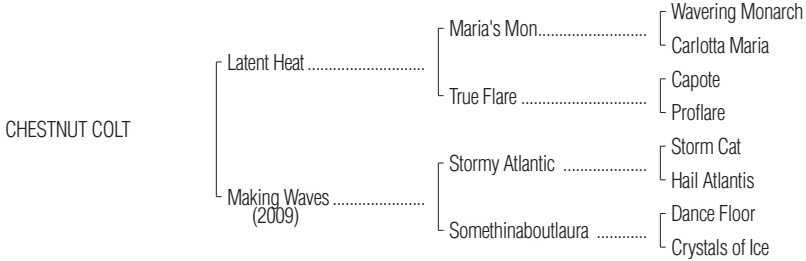 Wavering Monarch
Maria's Mon..........................
Carlotta Maria
Latent Heat ............................
Capote
True Flare ..............................
Proflare
CHESTNUT COLT
Storm Cat
Stormy Atlantic ....................
Hail Atlantis
Making Waves ......................
(2009)
Dance Floor
Somethinaboutlaura ............
Crystals of Ice